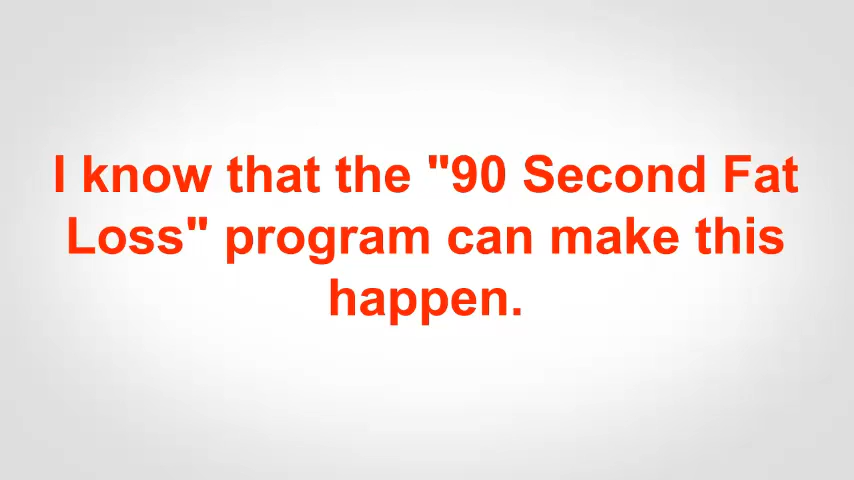 I know that the "90 Second Fat
Loss" program can make this
happen.